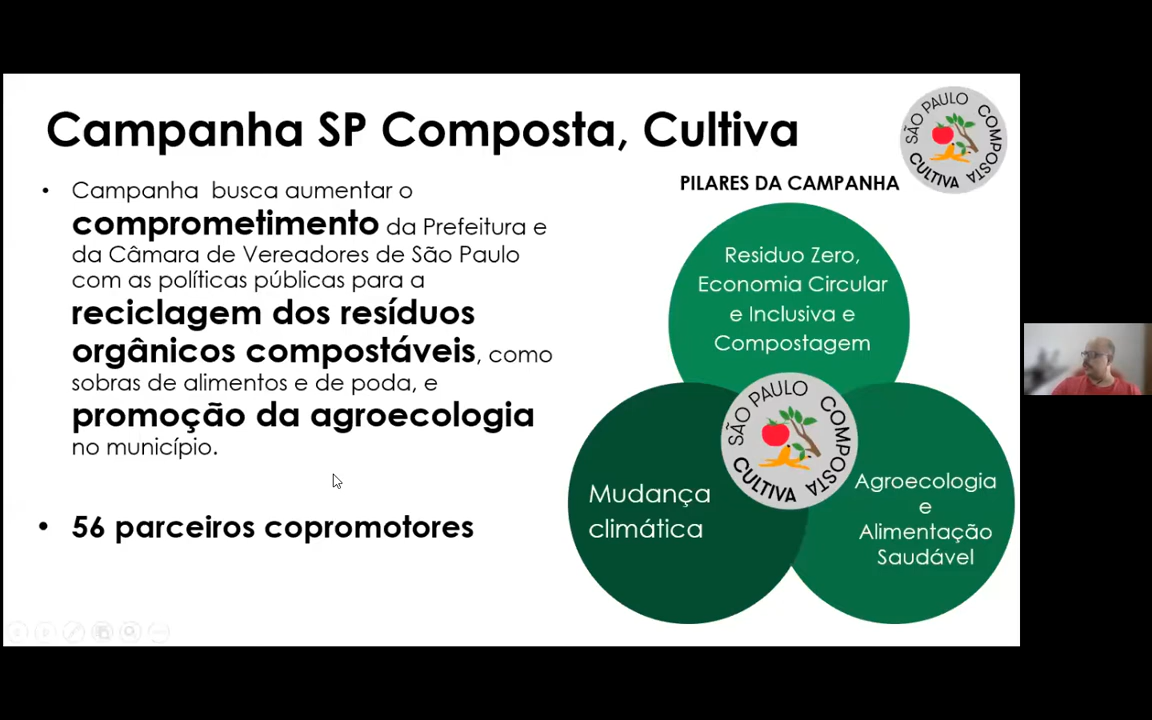 Campanha SP Composta, Cultiva
SÃO PAULO COMPOSTA CULTIVA
• Campanha busca aumentar o
comprometimento da Prefeitura e
da Câmara de Vereadores de São Paulo
com as políticas públicas para a
reciclagem dos resíduos
orgânicos compostáveis, como
sobras de alimentos e de poda, e
promoção da agroecologia
no município.
• 56 parceiros copromotores
PILARES DA CAMPANHA
Residuo Zero,
Economia Circular
e Inclusiva e
Compostagem
SÃO PAULO COMPOSTA CULTIVA
Mudança
climática
Agroecologia
e
Alimentação
Saudável